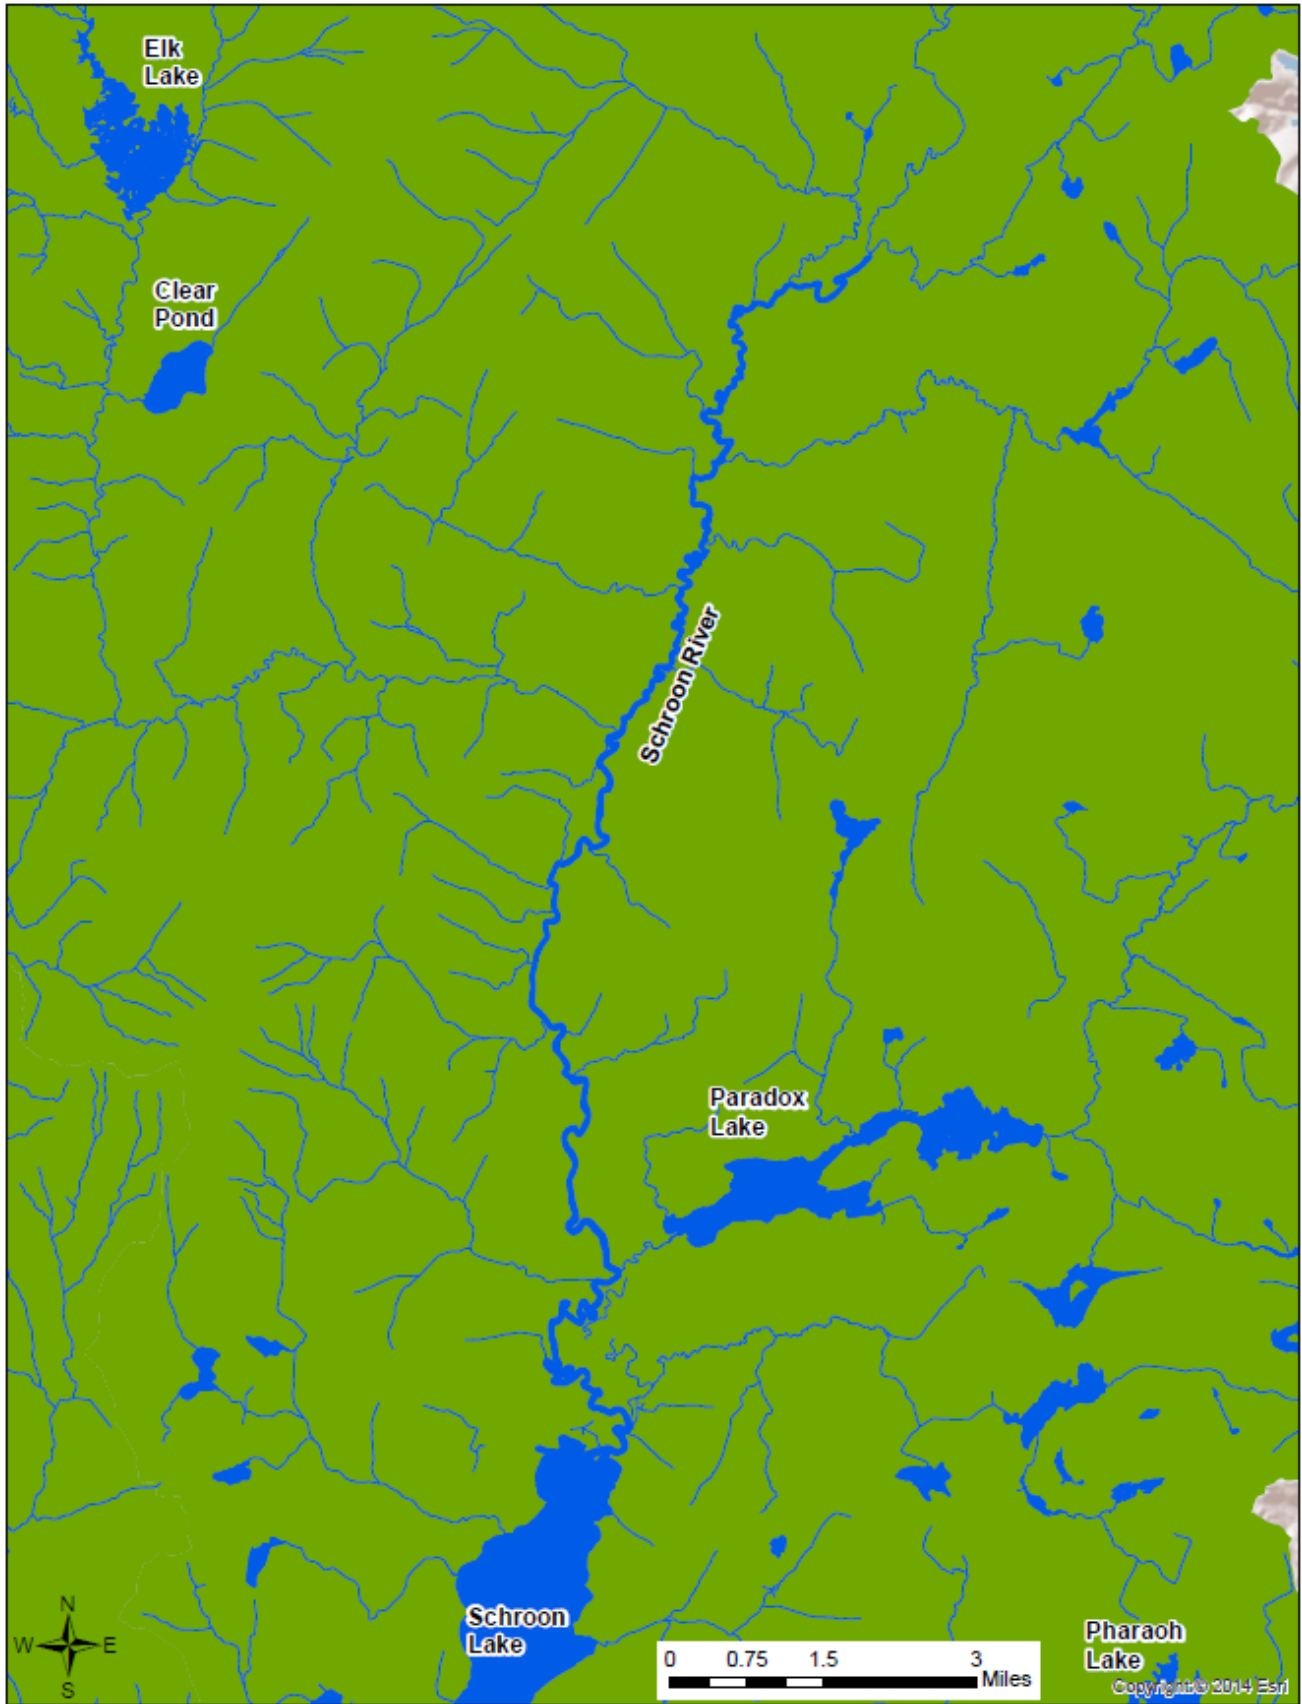 Elk
Lake
Clear
Pond
Schroon River
Paradox
Lake
Schroon
Lake
Pharaoh
Lake
N
W E
S
0 0.75 1.5 3
Miles
Copyright:© 2014 Esri